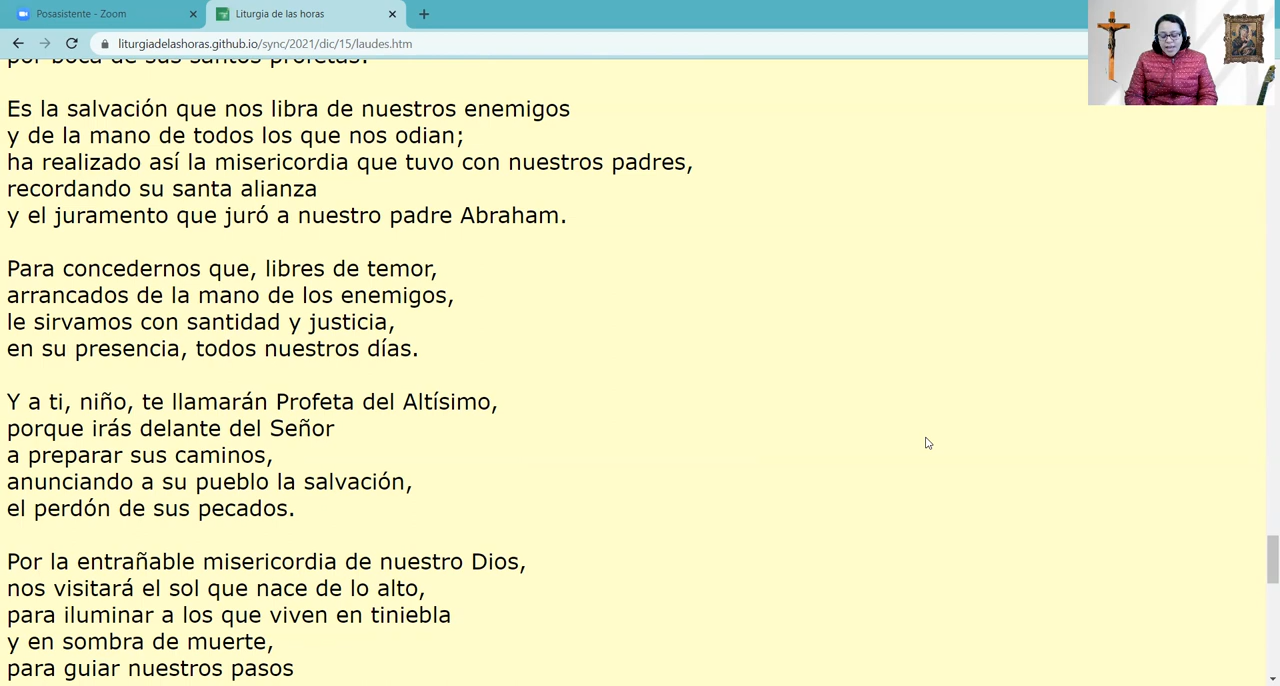 Posasistente - Zoom
Liturgia de las horas
liturgiadelashoras.github.io/sync/2021/dic/15/laudes.htm
por boca de sus santos profetas.
Es la salvación que nos libra de nuestros enemigos
y de la mano de todos los que nos odian;
ha realizado así la misericordia que tuvo con nuestros padres,
recordando su santa alianza
y el juramento que juró a nuestro padre Abraham.
Para concedernos que, libres de temor,
arrancados de la mano de los enemigos,
le sirvamos con santidad y justicia,
en su presencia, todos nuestros días.
Y a ti, niño, te llamarán Profeta del Altísimo,
porque irás delante del Señor
a preparar sus caminos,
anunciando a su pueblo la salvación,
el perdón de sus pecados.
Por la entrañable misericordia de nuestro Dios,
nos visitará el sol que nace de lo alto,
para iluminar a los que viven en tiniebla
y en sombra de muerte,
para guiar nuestros pasos